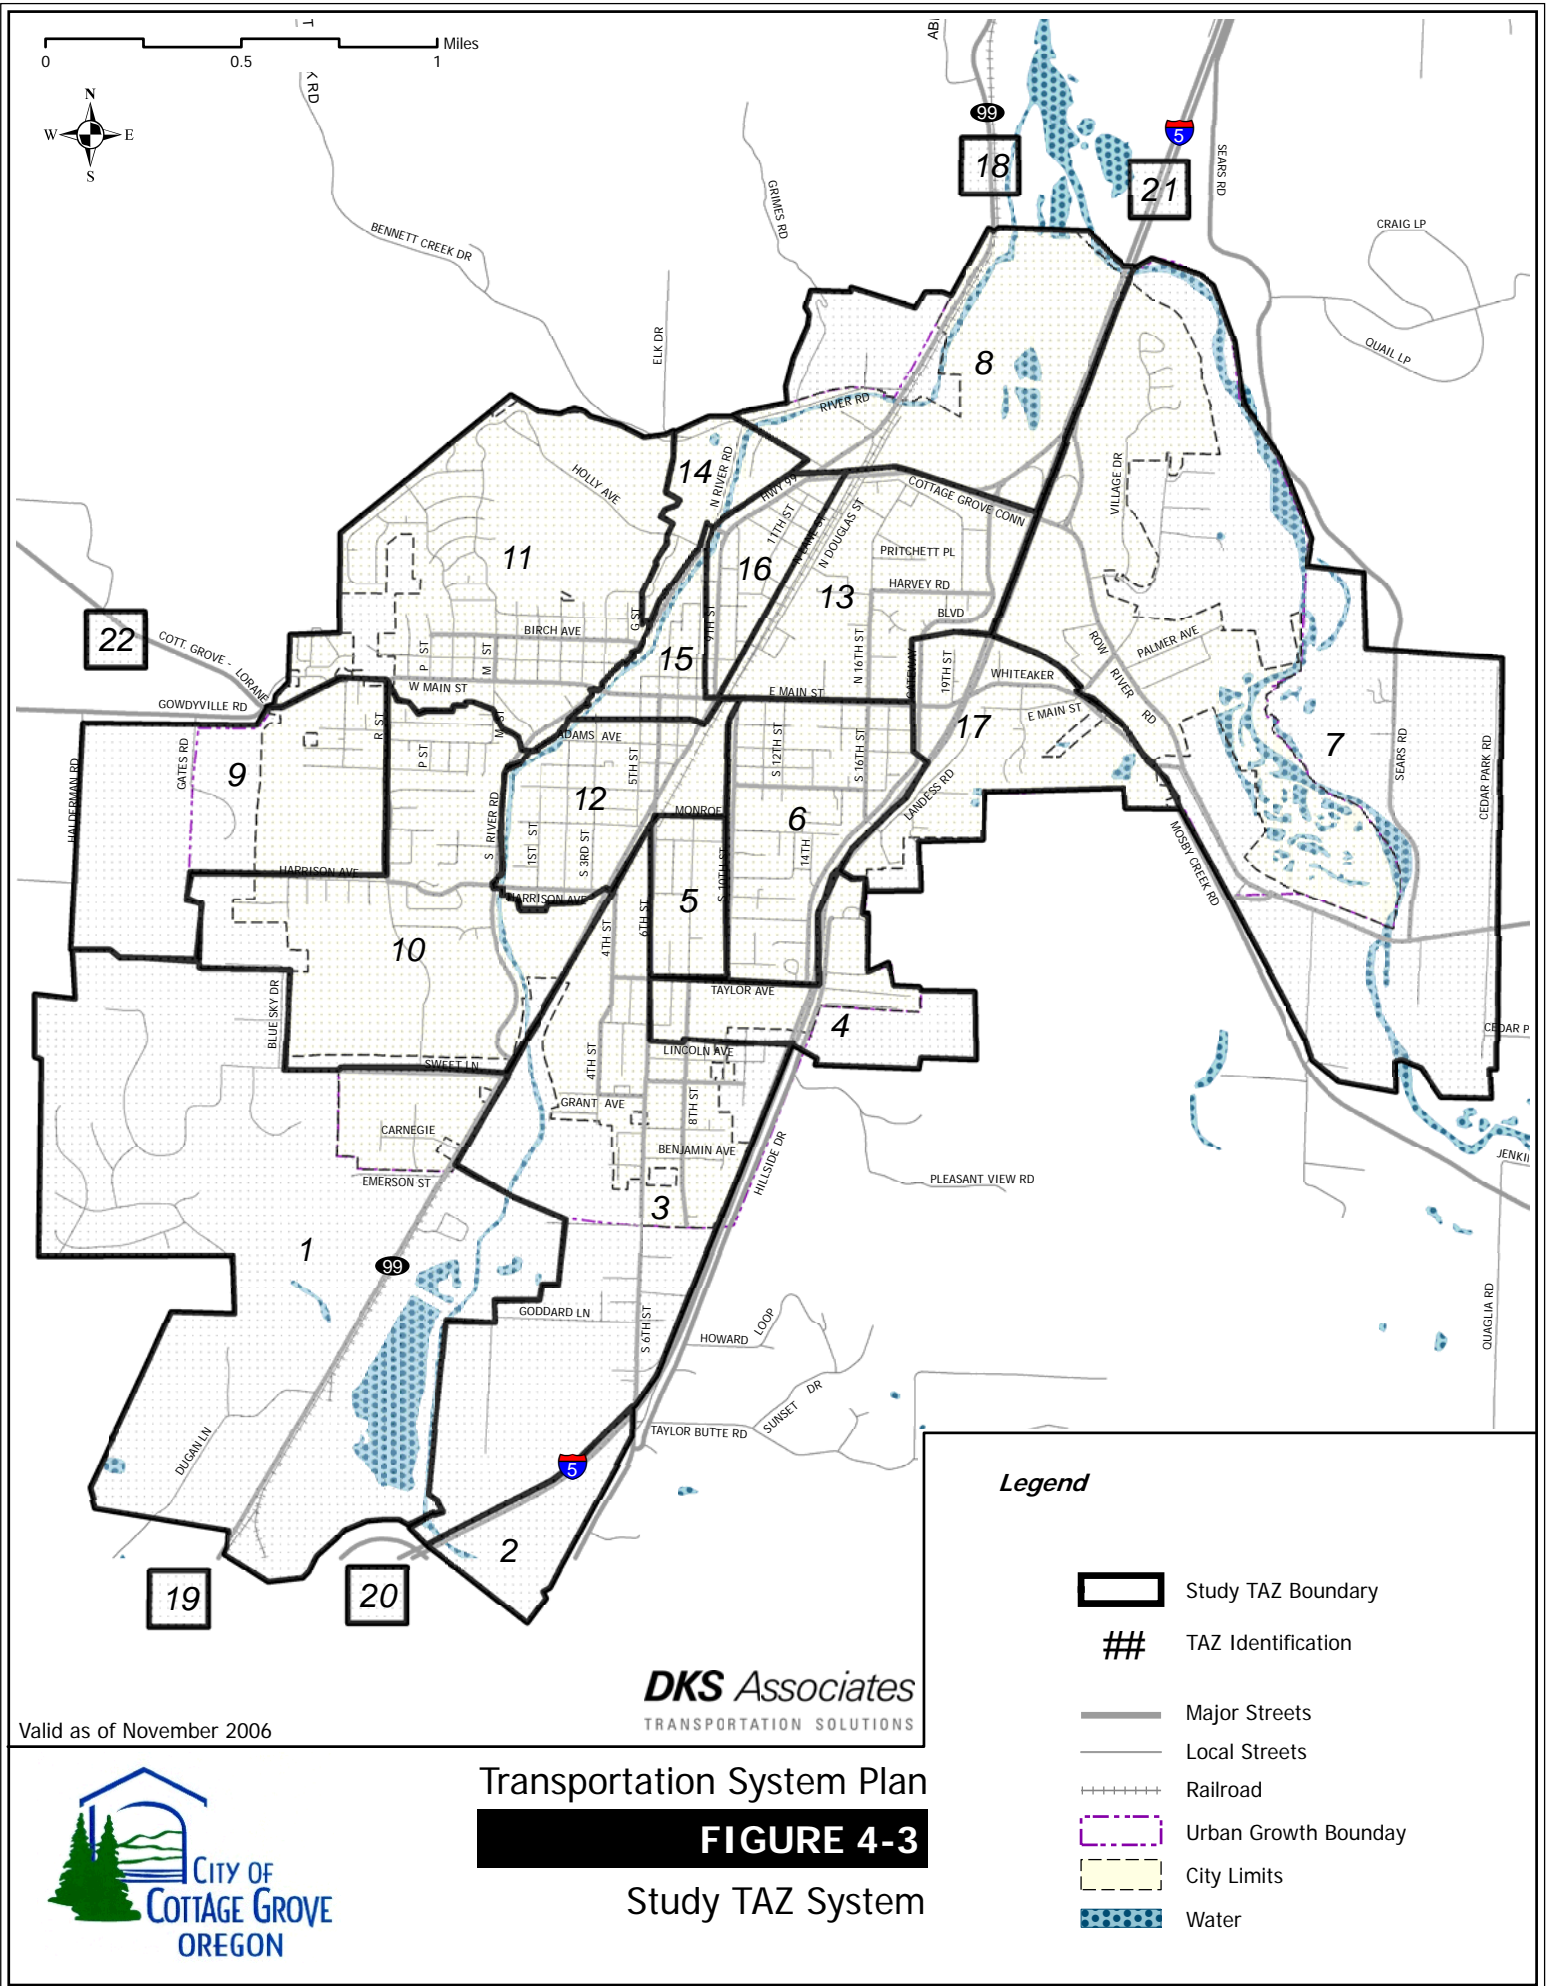 0
0.5
1
Miles
N
W
E
S
T
K RD
ABI
99
18
5
21
SEARS RD
CRAIG LP
GRIMES RD
BENNETT CREEK DR
ELK DR
QUAIL LP
8
RIVER RD
VILLAGE DR
14
N RIVER RD
HWY 99
HOLLY AVE
COTTAGE GROVE CONN
11TH ST
N LANE ST
N DOUGLAS ST
11
16
PRITCHETT PL
HARVEY RD
13
BLVD
G ST
9TH ST
BIRCH AVE
22
COTT. GROVE - LORANE
P ST
M ST
15
N 16TH ST
GATEWAY
19TH ST
ROW
RIVER
RD
PALMER AVE
WHITEAKER
W MAIN ST
E MAIN ST
E MAIN ST
GOWDYVILLE RD
R ST
P ST
M ST
ADAMS AVE
5TH ST
S 12TH ST
S 16TH ST
17
7
SEARS RD
CEDAR PARK RD
GATES RD
HALDERMAN RD
9
12
MONROE
6
LANDESS RD
S RIVER RD
1ST ST
S 3RD ST
14TH
MOSBY CREEK RD
HARRISON AVE
HARRISON AVE
5
S 10TH ST
6TH ST
4TH ST
10
BLUE SKY DR
TAYLOR AVE
4
CEDAR P
LINCOLN AVE
SWEET LN
4TH ST
8TH ST
GRANT AVE
CARNEGIE
BENJAMIN AVE
HILLSIDE DR
JENKI
EMERSON ST
PLEASANT VIEW RD
3
1
99
GODDARD LN
S 6TH ST
HOWARD
LOOP
QUAGLIA RD
SUNSET
DR
TAYLOR BUTTE RD
DUGAN LN
5
2
19
20
Legend
Study TAZ Boundary
## TAZ Identification
Major Streets
Local Streets
Railroad
Urban Growth Bounday
City Limits
Water
DKS Associates
TRANSPORTATION SOLUTIONS
Valid as of November 2006
Transportation System Plan
FIGURE 4-3
Study TAZ System
CITY OF
COTTAGE GROVE
OREGON